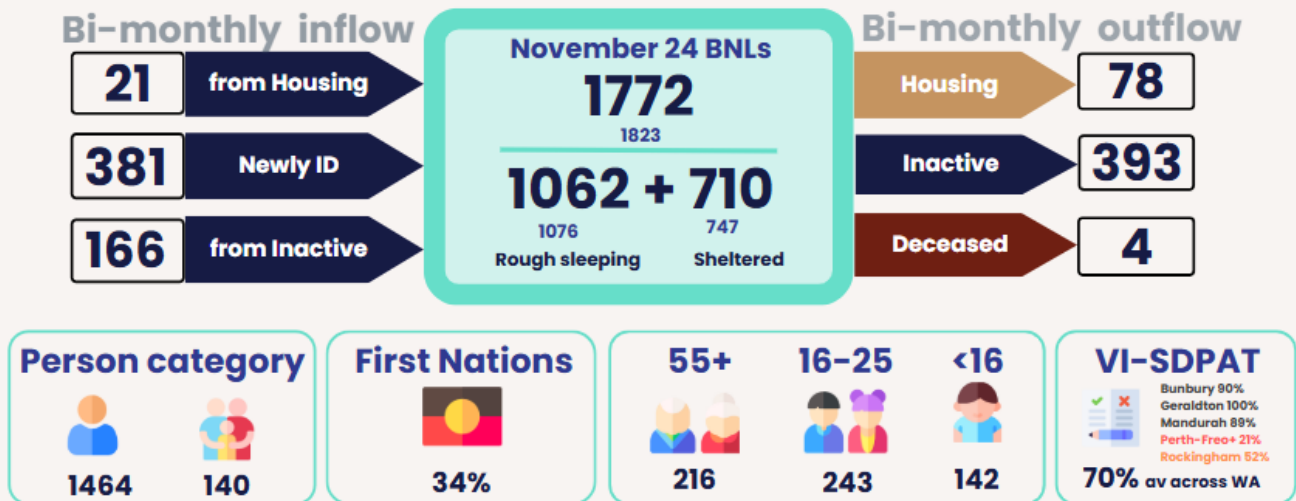 Bi-monthly inflow
21 from Housing
381 Newly ID
166 from Inactive
November 24 BNLs
1772
1823
1062 + 710
1076 747
Rough sleeping Sheltered
Bi-monthly outflow
Housing 78
Inactive 393
Deceased 4
Person category
1464 140
First Nations
34%
55+ 16-25 <16
216 243 142
VI-SDPAT
Bunbury 90%
Geraldton 100%
Mandurah 89%
Perth-Freo+ 21%
Rockingham 52%
70% av across WA